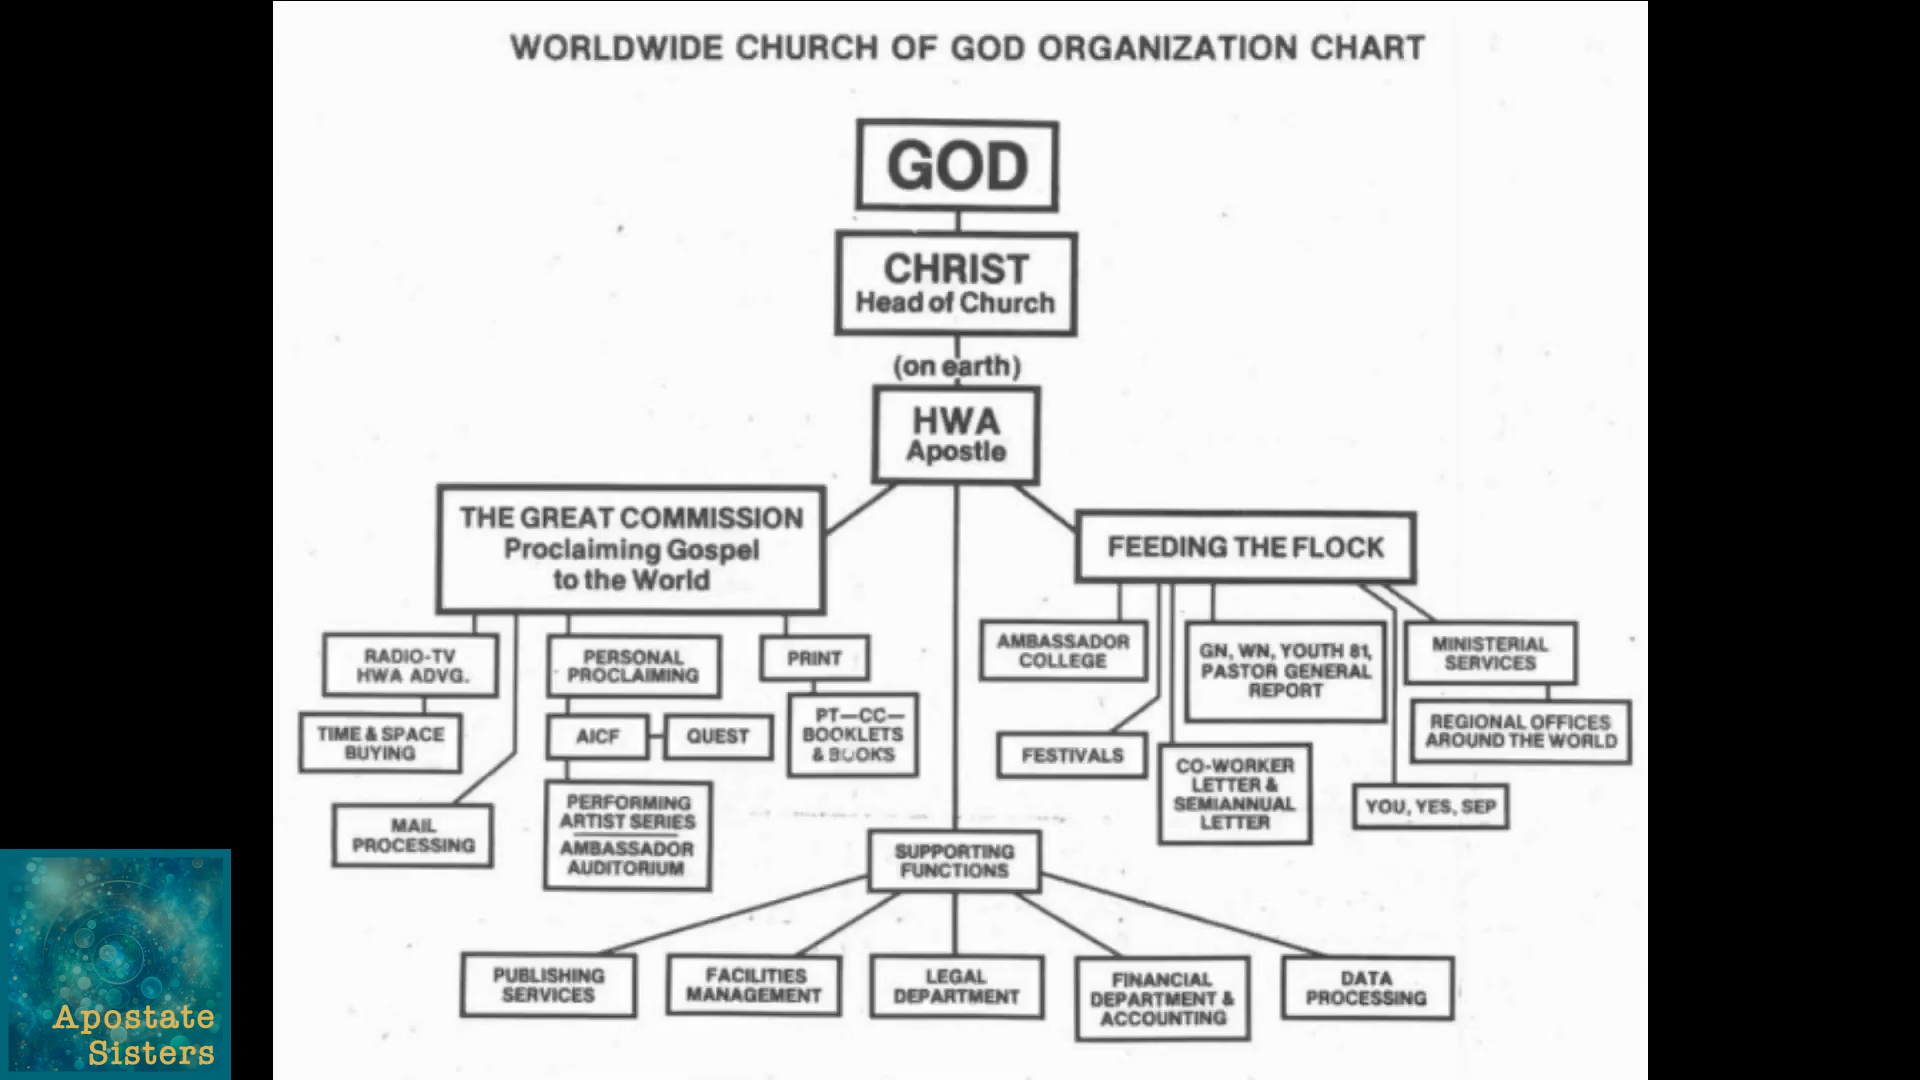 WORLDWIDE CHURCH OF GOD ORGANIZATION CHART
GOD
CHRIST
Head of Church
(on earth)
HWA
Apostle
THE GREAT COMMISSION
Proclaiming Gospel
to the World
FEEDING THE FLOCK
RADIO-TV
HWA ADVG.
TIME & SPACE
BUYING
MAIL
PROCESSING
PERSONAL
PROCLAIMING
AICF
QUEST
PERFORMING
ARTIST SERIES
AMBASSADOR
AUDITORIUM
PRINT
PT—CC—
BOOKLETS
& BOOKS
AMBASSADOR
COLLEGE
FESTIVALS
CO-WORKER
LETTER &
SEMIANNUAL
LETTER
GN, WN, YOUTH 81,
PASTOR GENERAL
REPORT
YOU, YES, SEP
MINISTERIAL
SERVICES
REGIONAL OFFICES
AROUND THE WORLD
SUPPORTING
FUNCTIONS
PUBLISHING
SERVICES
FACILITIES
MANAGEMENT
LEGAL
DEPARTMENT
FINANCIAL
DEPARTMENT &
ACCOUNTING
DATA
PROCESSING
Apostate
Sisters